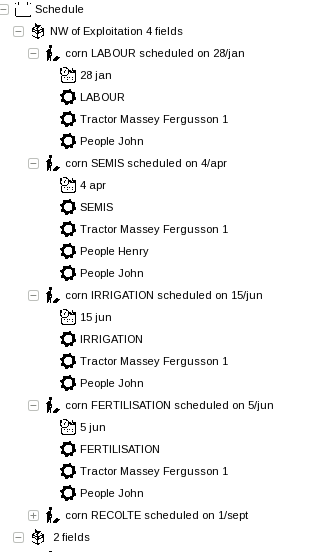 Schedule
NW of Exploitation 4 fields
corn LABOUR scheduled on 28/jan
28 jan
LABOUR
Tractor Massey Fergusson 1
People John
corn SEMIS scheduled on 4/apr
4 apr
SEMIS
Tractor Massey Fergusson 1
People Henry
People John
corn IRRIGATION scheduled on 15/jun
15 jun
IRRIGATION
Tractor Massey Fergusson 1
People John
corn FERTILISATION scheduled on 5/jun
5 jun
FERTILISATION
Tractor Massey Fergusson 1
People John
corn RECOLTE scheduled on 1/sept
2 fields